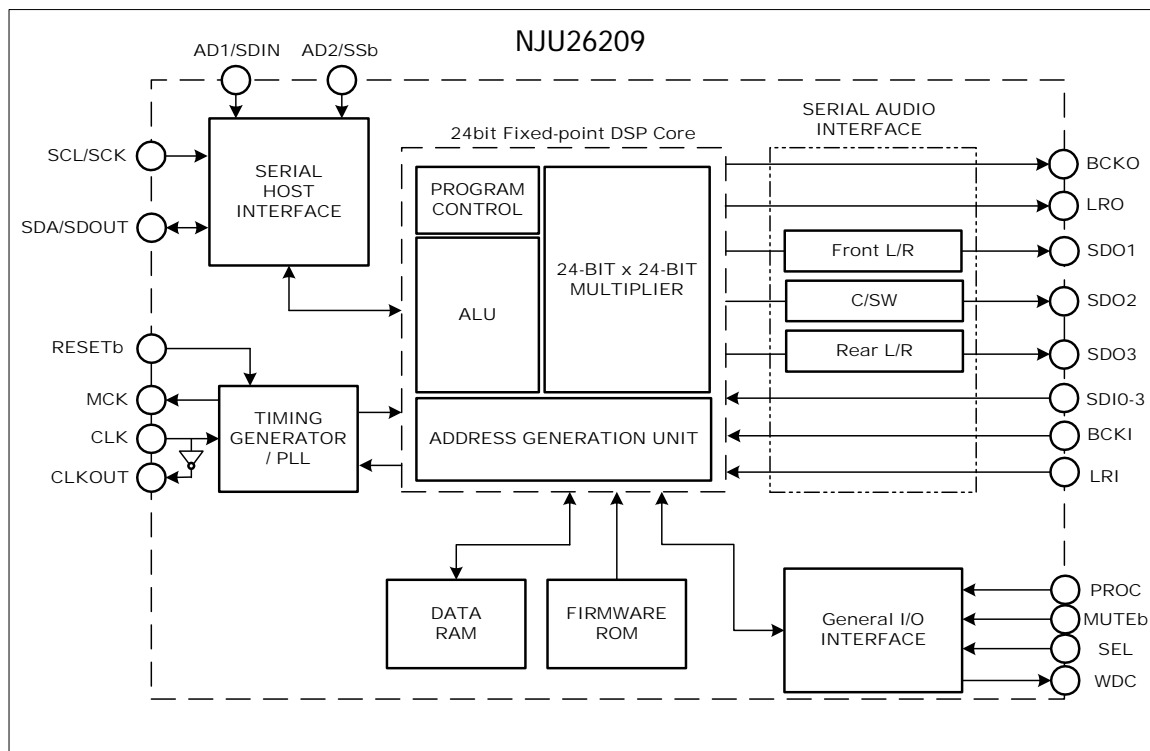 NJU26209
AD1/SDIN
AD2/SSb
SCL/SCK
SDA/SDOUT
SERIAL
HOST
INTERFACE
RESETb
MCK
CLK
CLKOUT
TIMING
GENERATOR
/ PLL
24bit Fixed-point DSP Core
PROGRAM
CONTROL
ALU
24-BIT x 24-BIT
MULTIPLIER
ADDRESS GENERATION UNIT
SERIAL AUDIO
INTERFACE
Front L/R
C/SW
Rear L/R
BCKO
LRO
SDO1
SDO2
SDO3
SDI0-3
BCKI
LRI
DATA
RAM
FIRMWARE
ROM
General I/O
INTERFACE
PROC
MUTEb
SEL
WDC